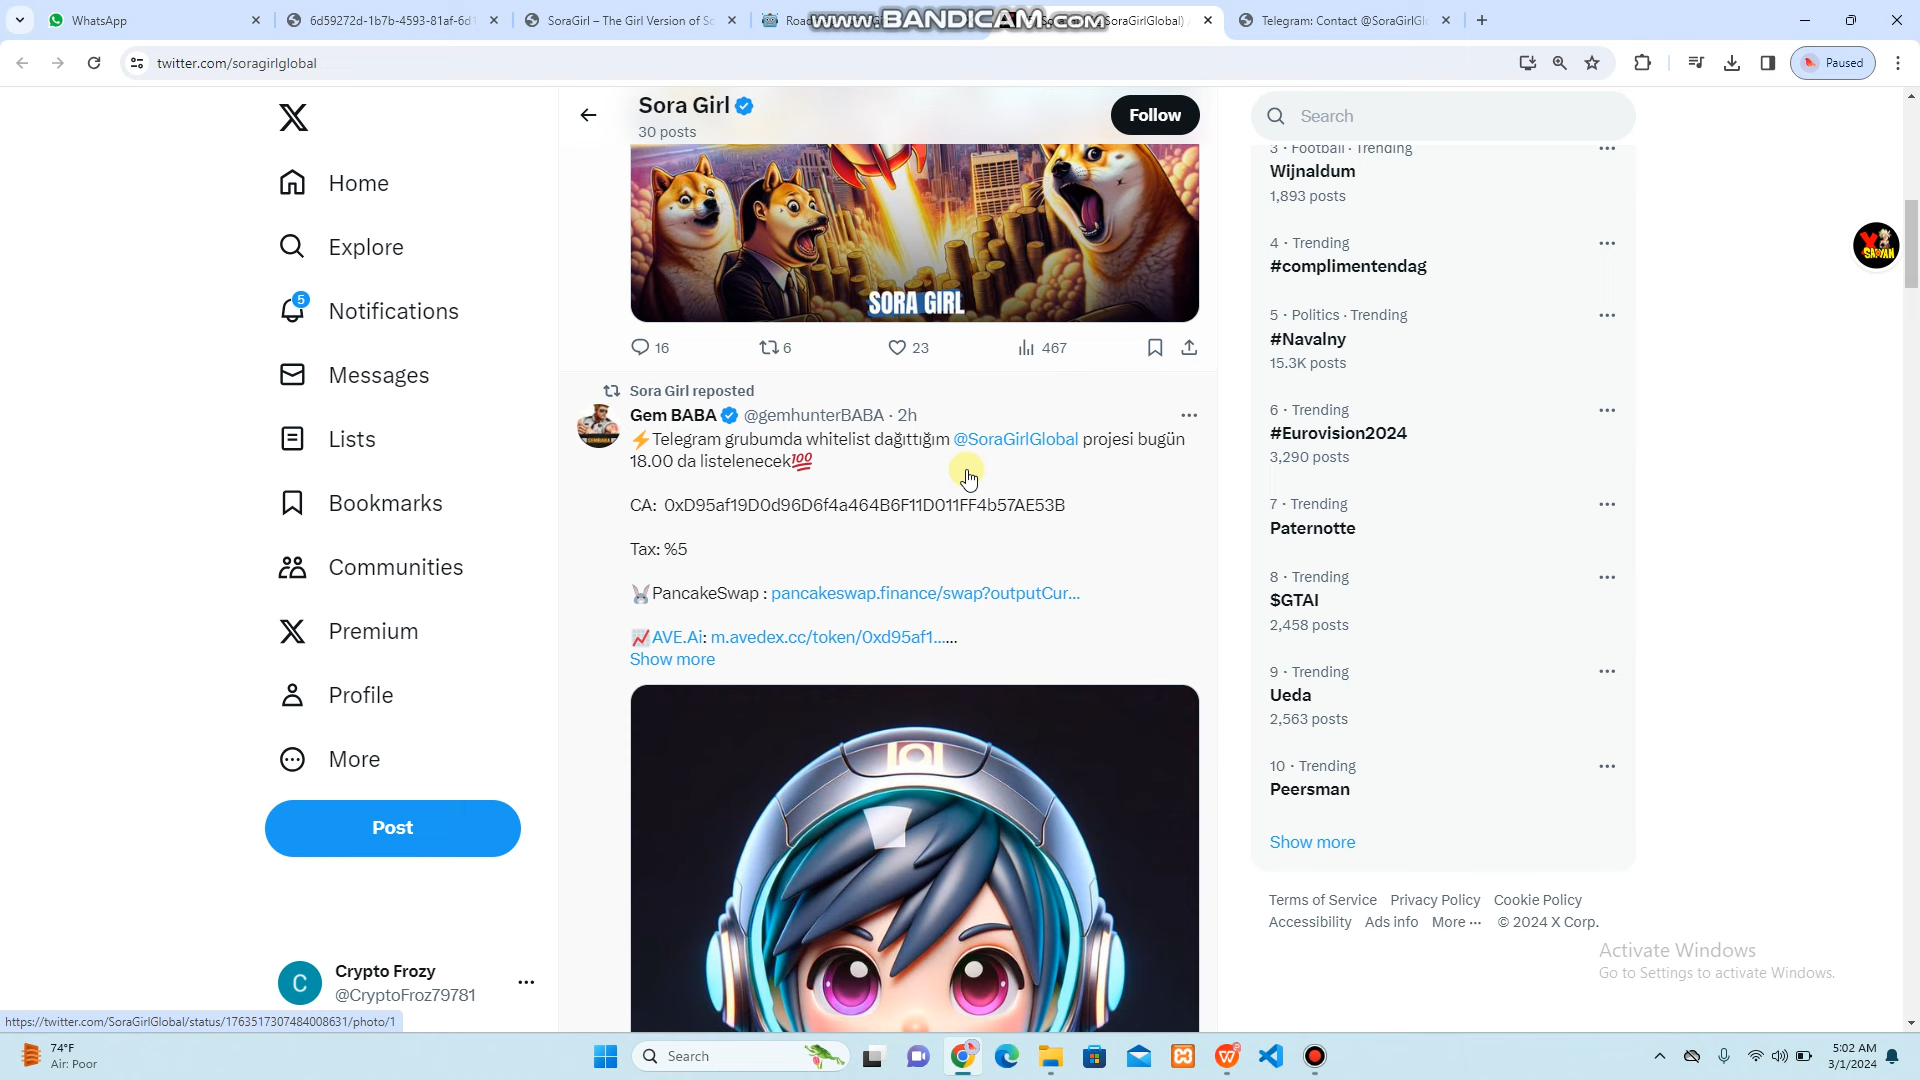 WhatsApp
6d59272d-1b7b-4593-81af-6d1
SoraGirl – The Girl Version of So
Road
SoraGirlGlobal)
Telegram: Contact @SoraGirlGl
www.BANDICAM.com
twitter.com/soragirlglobal
Paused
Sora Girl
30 posts
Follow
Search
Home
Explore
5
Notifications
Messages
Lists
Bookmarks
Communities
Premium
Profile
More
Post
Crypto Frozy
@CryptoFroz79781
SORA GIRL
16
6
23
467
Sora Girl reposted
Gem BABA @gemhunterBABA · 2h
⚡Telegram grubumda whitelist dağıttığım @SoraGirlGlobal projesi bugün
18.00 da listelenecek💯
CA: 0xD95af19D0d96D6f4a464B6F11D011FF4b57AE53B
Tax: %5
🐰PancakeSwap : pancakeswap.finance/swap?outputCur...
📈AVE.Ai: m.avedex.cc/token/0xd95af1......
Show more
3 · Football · Trending
Wijnaldum
1,893 posts
4 · Trending
#complimentendag
5 · Politics · Trending
#Navalny
15.3K posts
6 · Trending
#Eurovision2024
3,290 posts
7 · Trending
Paternotte
8 · Trending
$GTAI
2,458 posts
9 · Trending
Ueda
2,563 posts
10 · Trending
Peersman
Show more
Terms of Service Privacy Policy Cookie Policy
Accessibility Ads info More ··· © 2024 X Corp.
Activate Windows
Go to Settings to activate Windows.
https://twitter.com/SoraGirlGlobal/status/1763517307484008631/photo/1
74°F
Air: Poor
Search
5:02 AM
3/1/2024